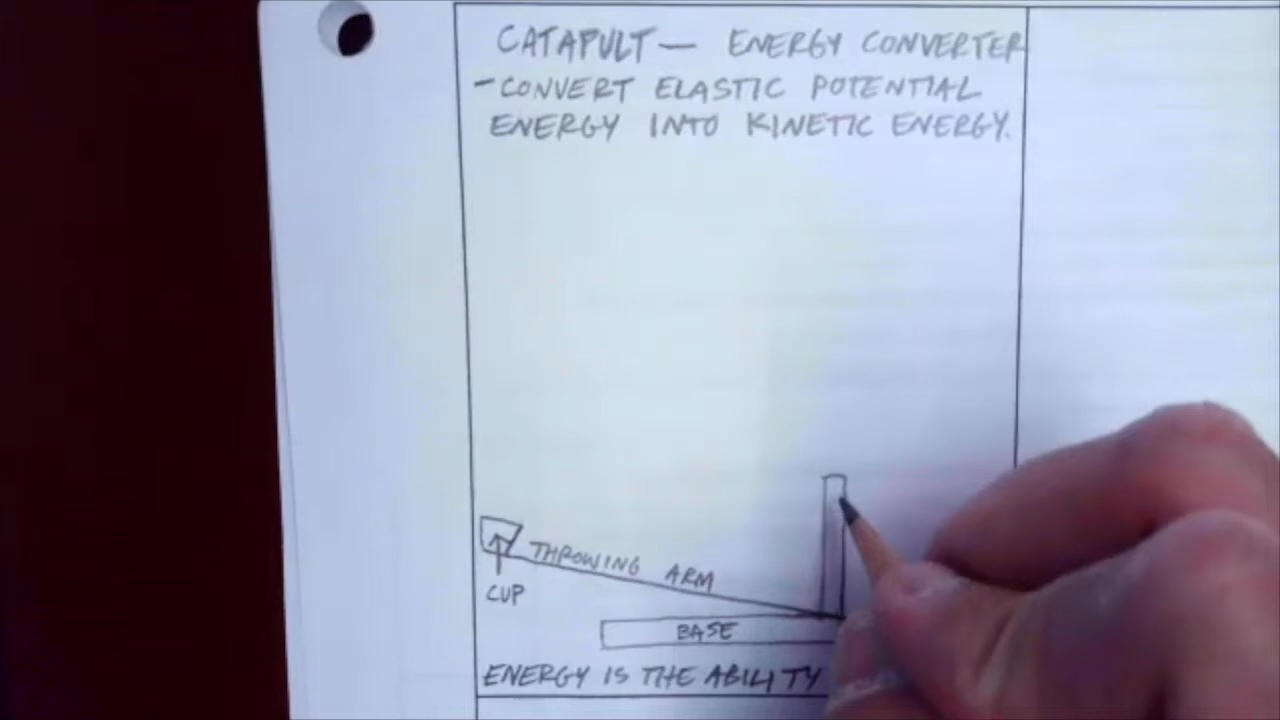 CATAPULT — ENERGY CONVERTER
- CONVERT ELASTIC POTENTIAL
ENERGY INTO KINETIC ENERGY.
THROWING ARM
CUP
BASE
ENERGY IS THE ABILITY